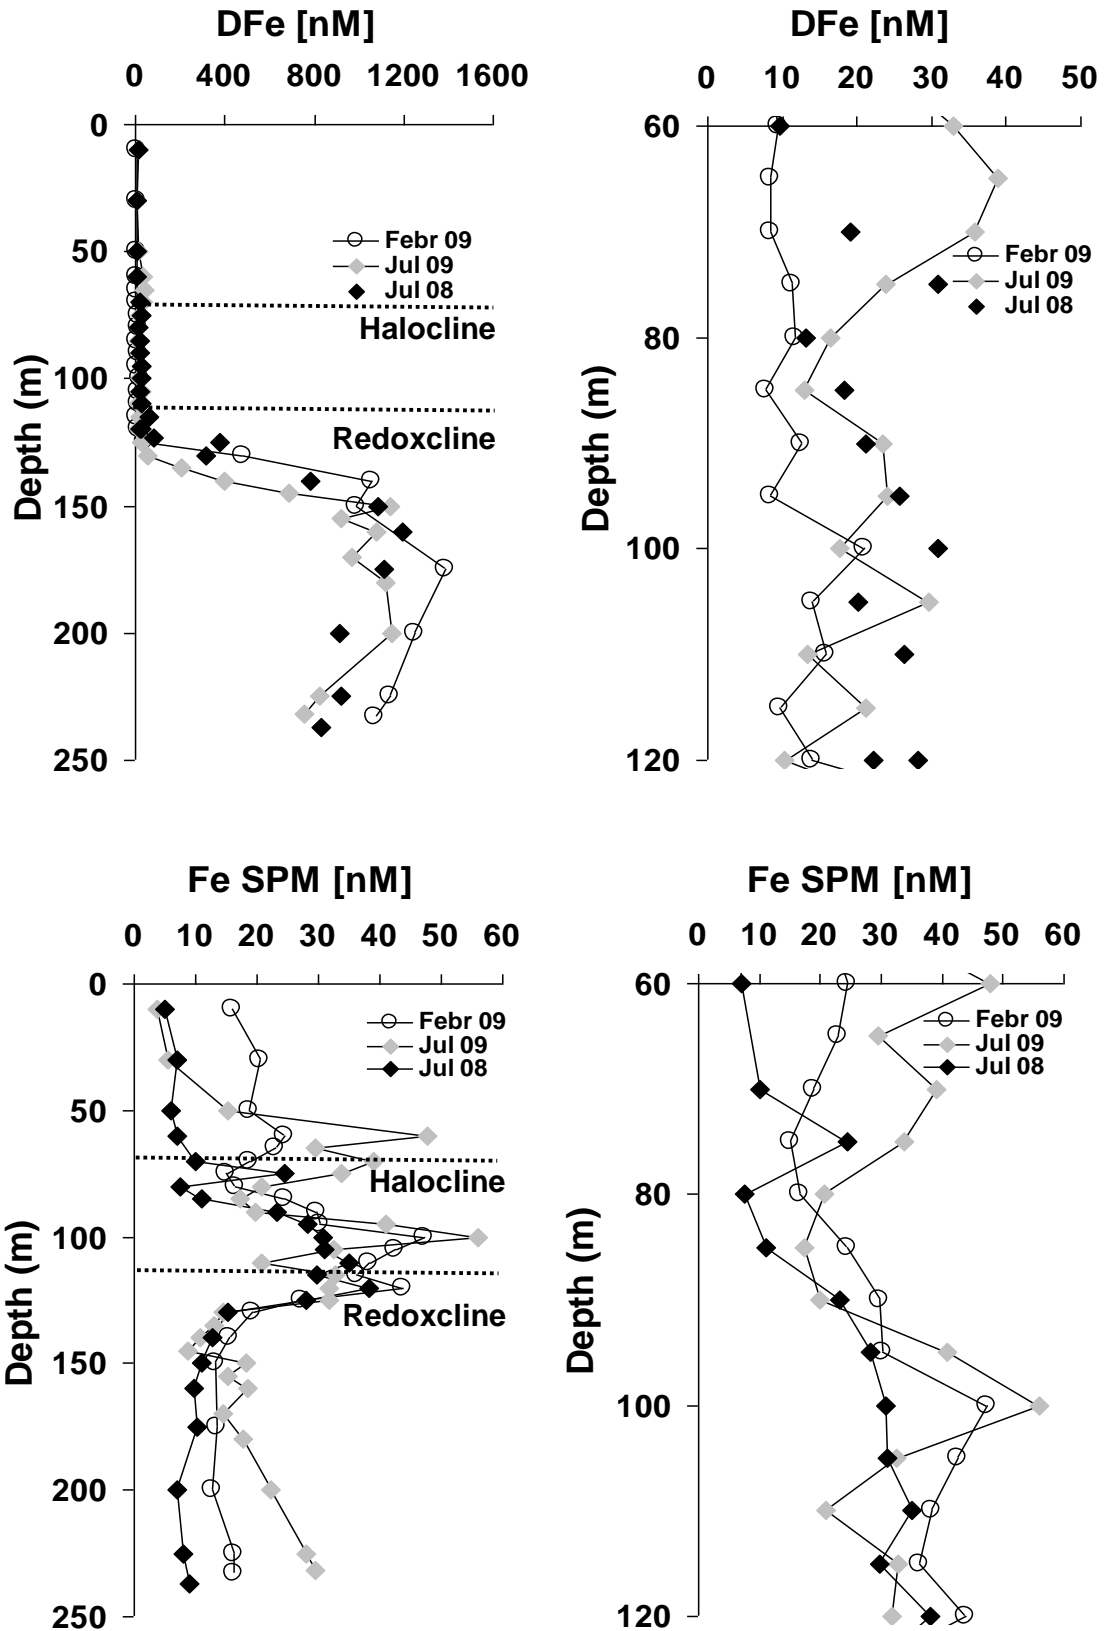 DFe [nM]
0 400 800 1200 1600
0
50
100
150
200
250
Depth (m)
Febr 09
Jul 09
Jul 08
Halocline
Redoxcline
DFe [nM]
0 10 20 30 40 50
60
80
100
120
Depth (m)
Febr 09
Jul 09
Jul 08
Fe SPM [nM]
0 10 20 30 40 50 60
0
50
100
150
200
250
Depth (m)
Febr 09
Jul 09
Jul 08
Halocline
Redoxcline
Fe SPM [nM]
0 10 20 30 40 50 60
60
80
100
120
Depth (m)
Febr 09
Jul 09
Jul 08